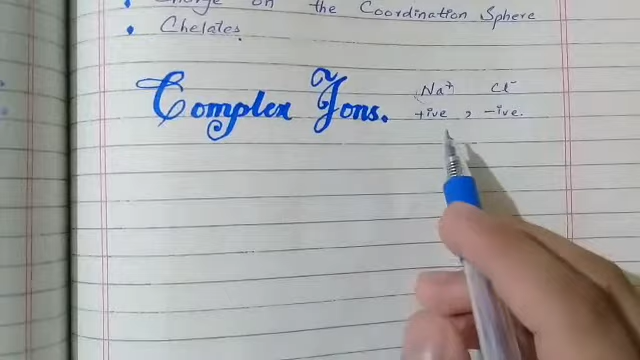 • Charge on the Coordination Sphere
• Chelates.
Complex Ions. Na⁺ Cl⁻
+ive , -ive.